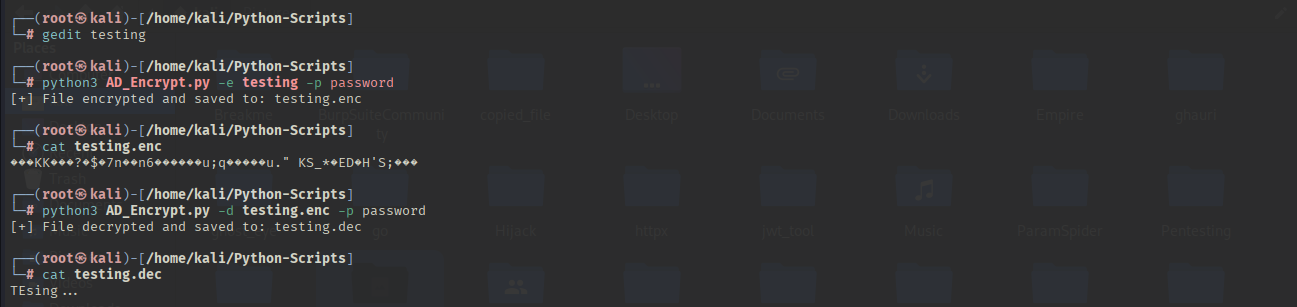 ┌──(root㉿kali)-[/home/kali/Python-Scripts]
└─# gedit testing
Places
┌──(root㉿kali)-[/home/kali/Python-Scripts]
└─# python3 AD_Encrypt.py -e testing -p password
[+] File encrypted and saved to: testing.enc
Breakme BurpSuiteCommunity copied_file Desktop Documents Downloads Empire ghauri
┌──(root㉿kali)-[/home/kali/Python-Scripts]
└─# cat testing.enc
���KK���?�$�7n��n6������u;q�����u." KS_*�ED�H'S;���
Trash
┌──(root㉿kali)-[/home/kali/Python-Scripts]
└─# python3 AD_Encrypt.py -d testing.enc -p password
[+] File decrypted and saved to: testing.dec
go Hijack httpx jwt_tool Music ParamSpider Pentesting
┌──(root㉿kali)-[/home/kali/Python-Scripts]
└─# cat testing.dec
TEsing...